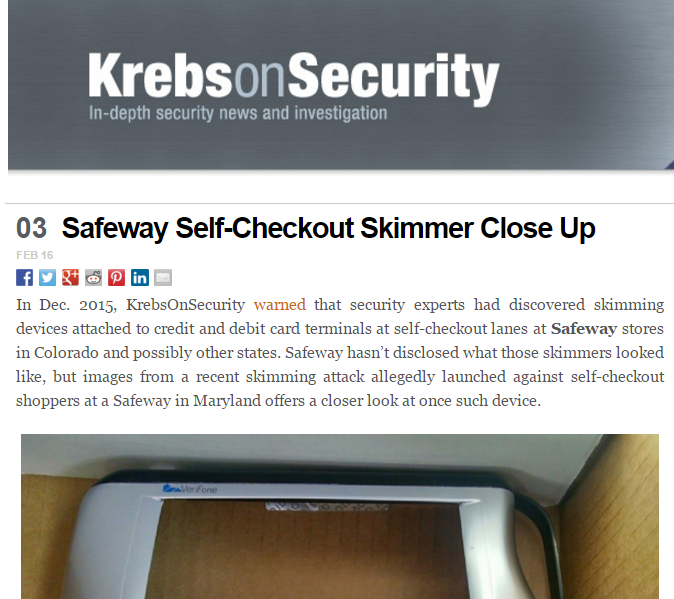 KrebsonSecurity
In-depth security news and investigation
03 Safeway Self-Checkout Skimmer Close Up
FEB 16
In Dec. 2015, KrebsOnSecurity warned that security experts had discovered skimming
devices attached to credit and debit card terminals at self-checkout lanes at Safeway stores
in Colorado and possibly other states. Safeway hasn't disclosed what those skimmers looked
like, but images from a recent skimming attack allegedly launched against self-checkout
shoppers at a Safeway in Maryland offers a closer look at once such device.
VeriFone